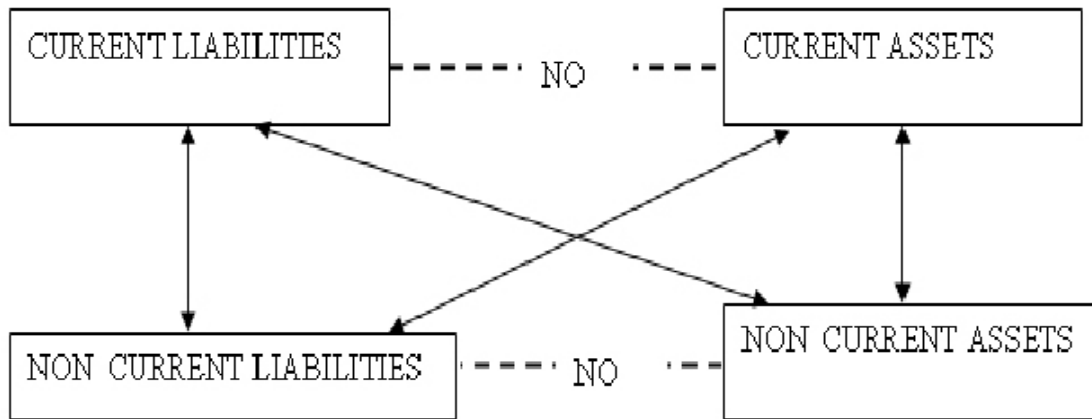 CURRENT LIABILITIES
NO
CURRENT ASSETS
NON CURRENT LIABILITIES
NO
NON CURRENT ASSETS